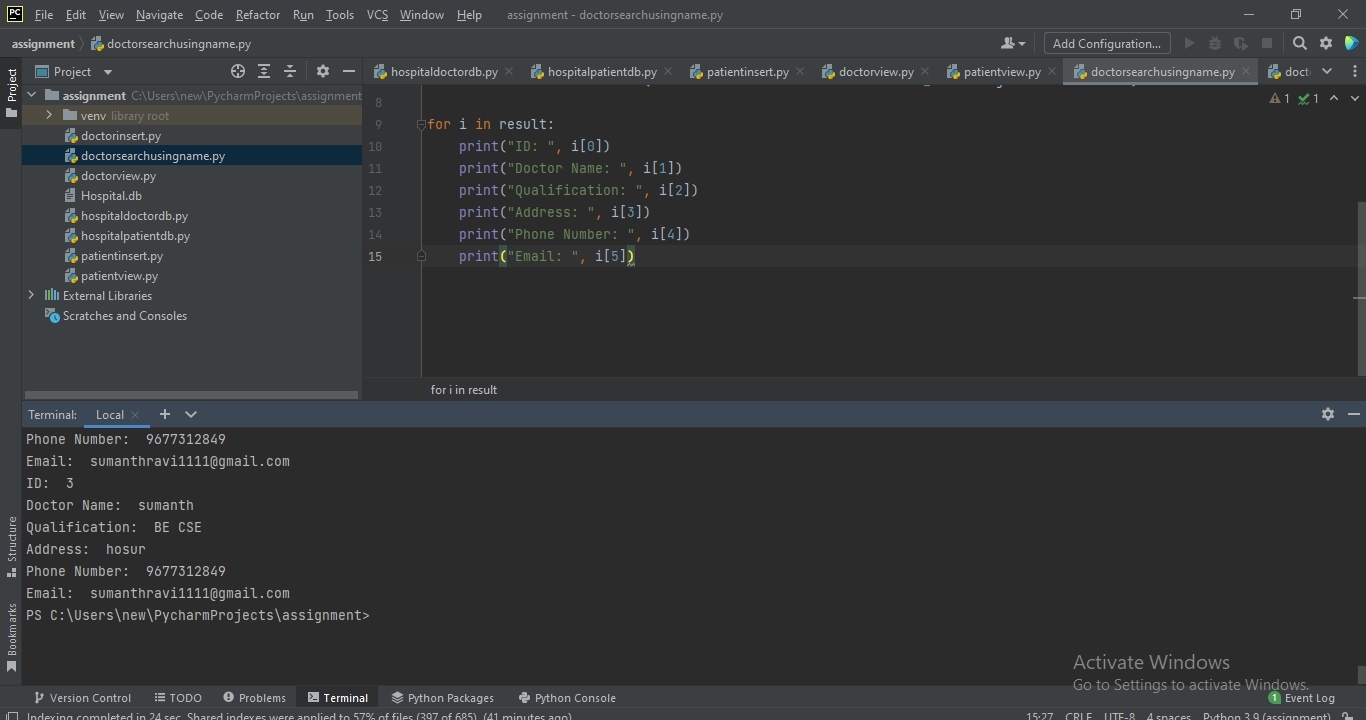 PC File Edit View Navigate Code Refactor Run Tools VCS Window Help assignment - doctorsearchusingname.py
assignment doctorsearchusingname.py Add Configuration...
Project
Project
hospitaldoctordb.py hospitalpatientdb.py patientinsert.py doctorview.py patientview.py doctorsearchusingname.py doct
assignment C:\Users\new\PycharmProjects\assignment
venv library root
doctorinsert.py
doctorsearchusingname.py
doctorview.py
Hospital.db
hospitaldoctordb.py
hospitalpatientdb.py
patientinsert.py
patientview.py
External Libraries
Scratches and Consoles
1 1
8
9 for i in result:
10 print("ID: ", i[0])
11 print("Doctor Name: ", i[1])
12 print("Qualification: ", i[2])
13 print("Address: ", i[3])
14 print("Phone Number: ", i[4])
15 print("Email: ", i[5])
for i in result
Terminal: Local
Phone Number:  9677312849
Email:  sumanthravi1111@gmail.com
ID:  3
Doctor Name:  sumanth
Qualification:  BE CSE
Address:  hosur
Phone Number:  9677312849
Email:  sumanthravi1111@gmail.com
PS C:\Users\new\PycharmProjects\assignment>
Structure
Bookmarks
Activate Windows
Go to Settings to activate Windows.
Version Control TODO Problems Terminal Python Packages Python Console 1 Event Log
Indexing completed in 24 sec. Shared indexes were applied to 57% of files (397 of 685). (41 minutes ago) 15:27 CRLF UTF-8 4 spaces Python 3.9 (assignment)